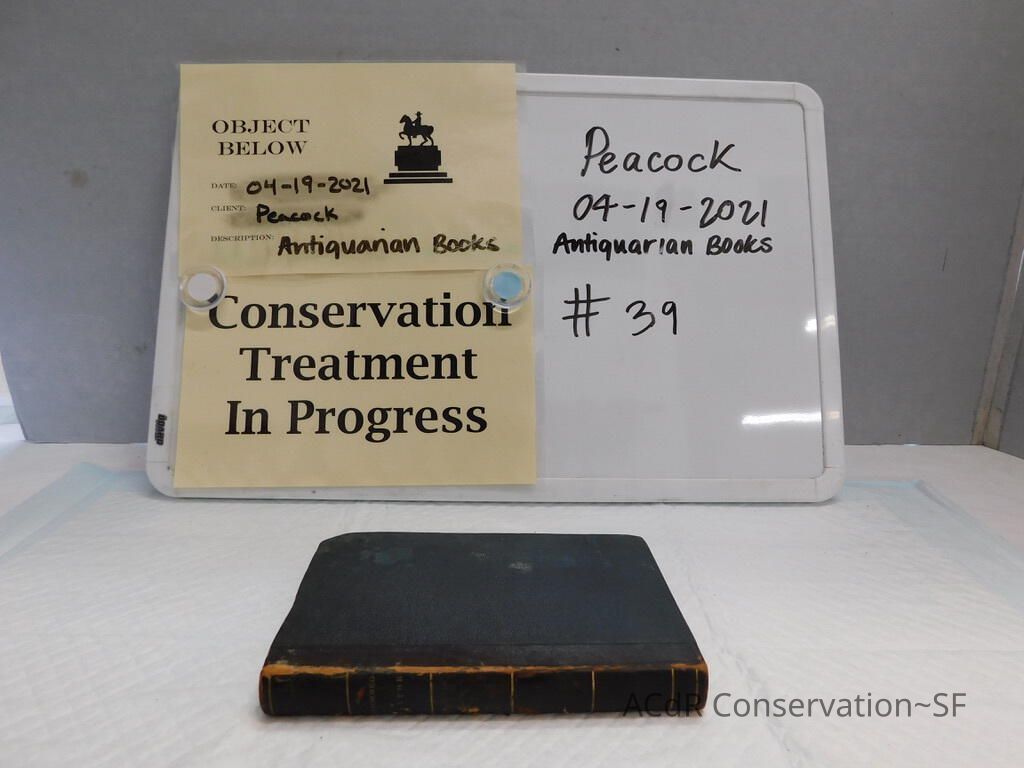 OBJECT
BELOW
DATE: 04-19-2021
CLIENT: Peacock
DESCRIPTION: Antiquarian Books
Conservation
Treatment
In Progress
Peacock
04-19-2021
Antiquarian Books
# 39
ACdR Conservation~SF